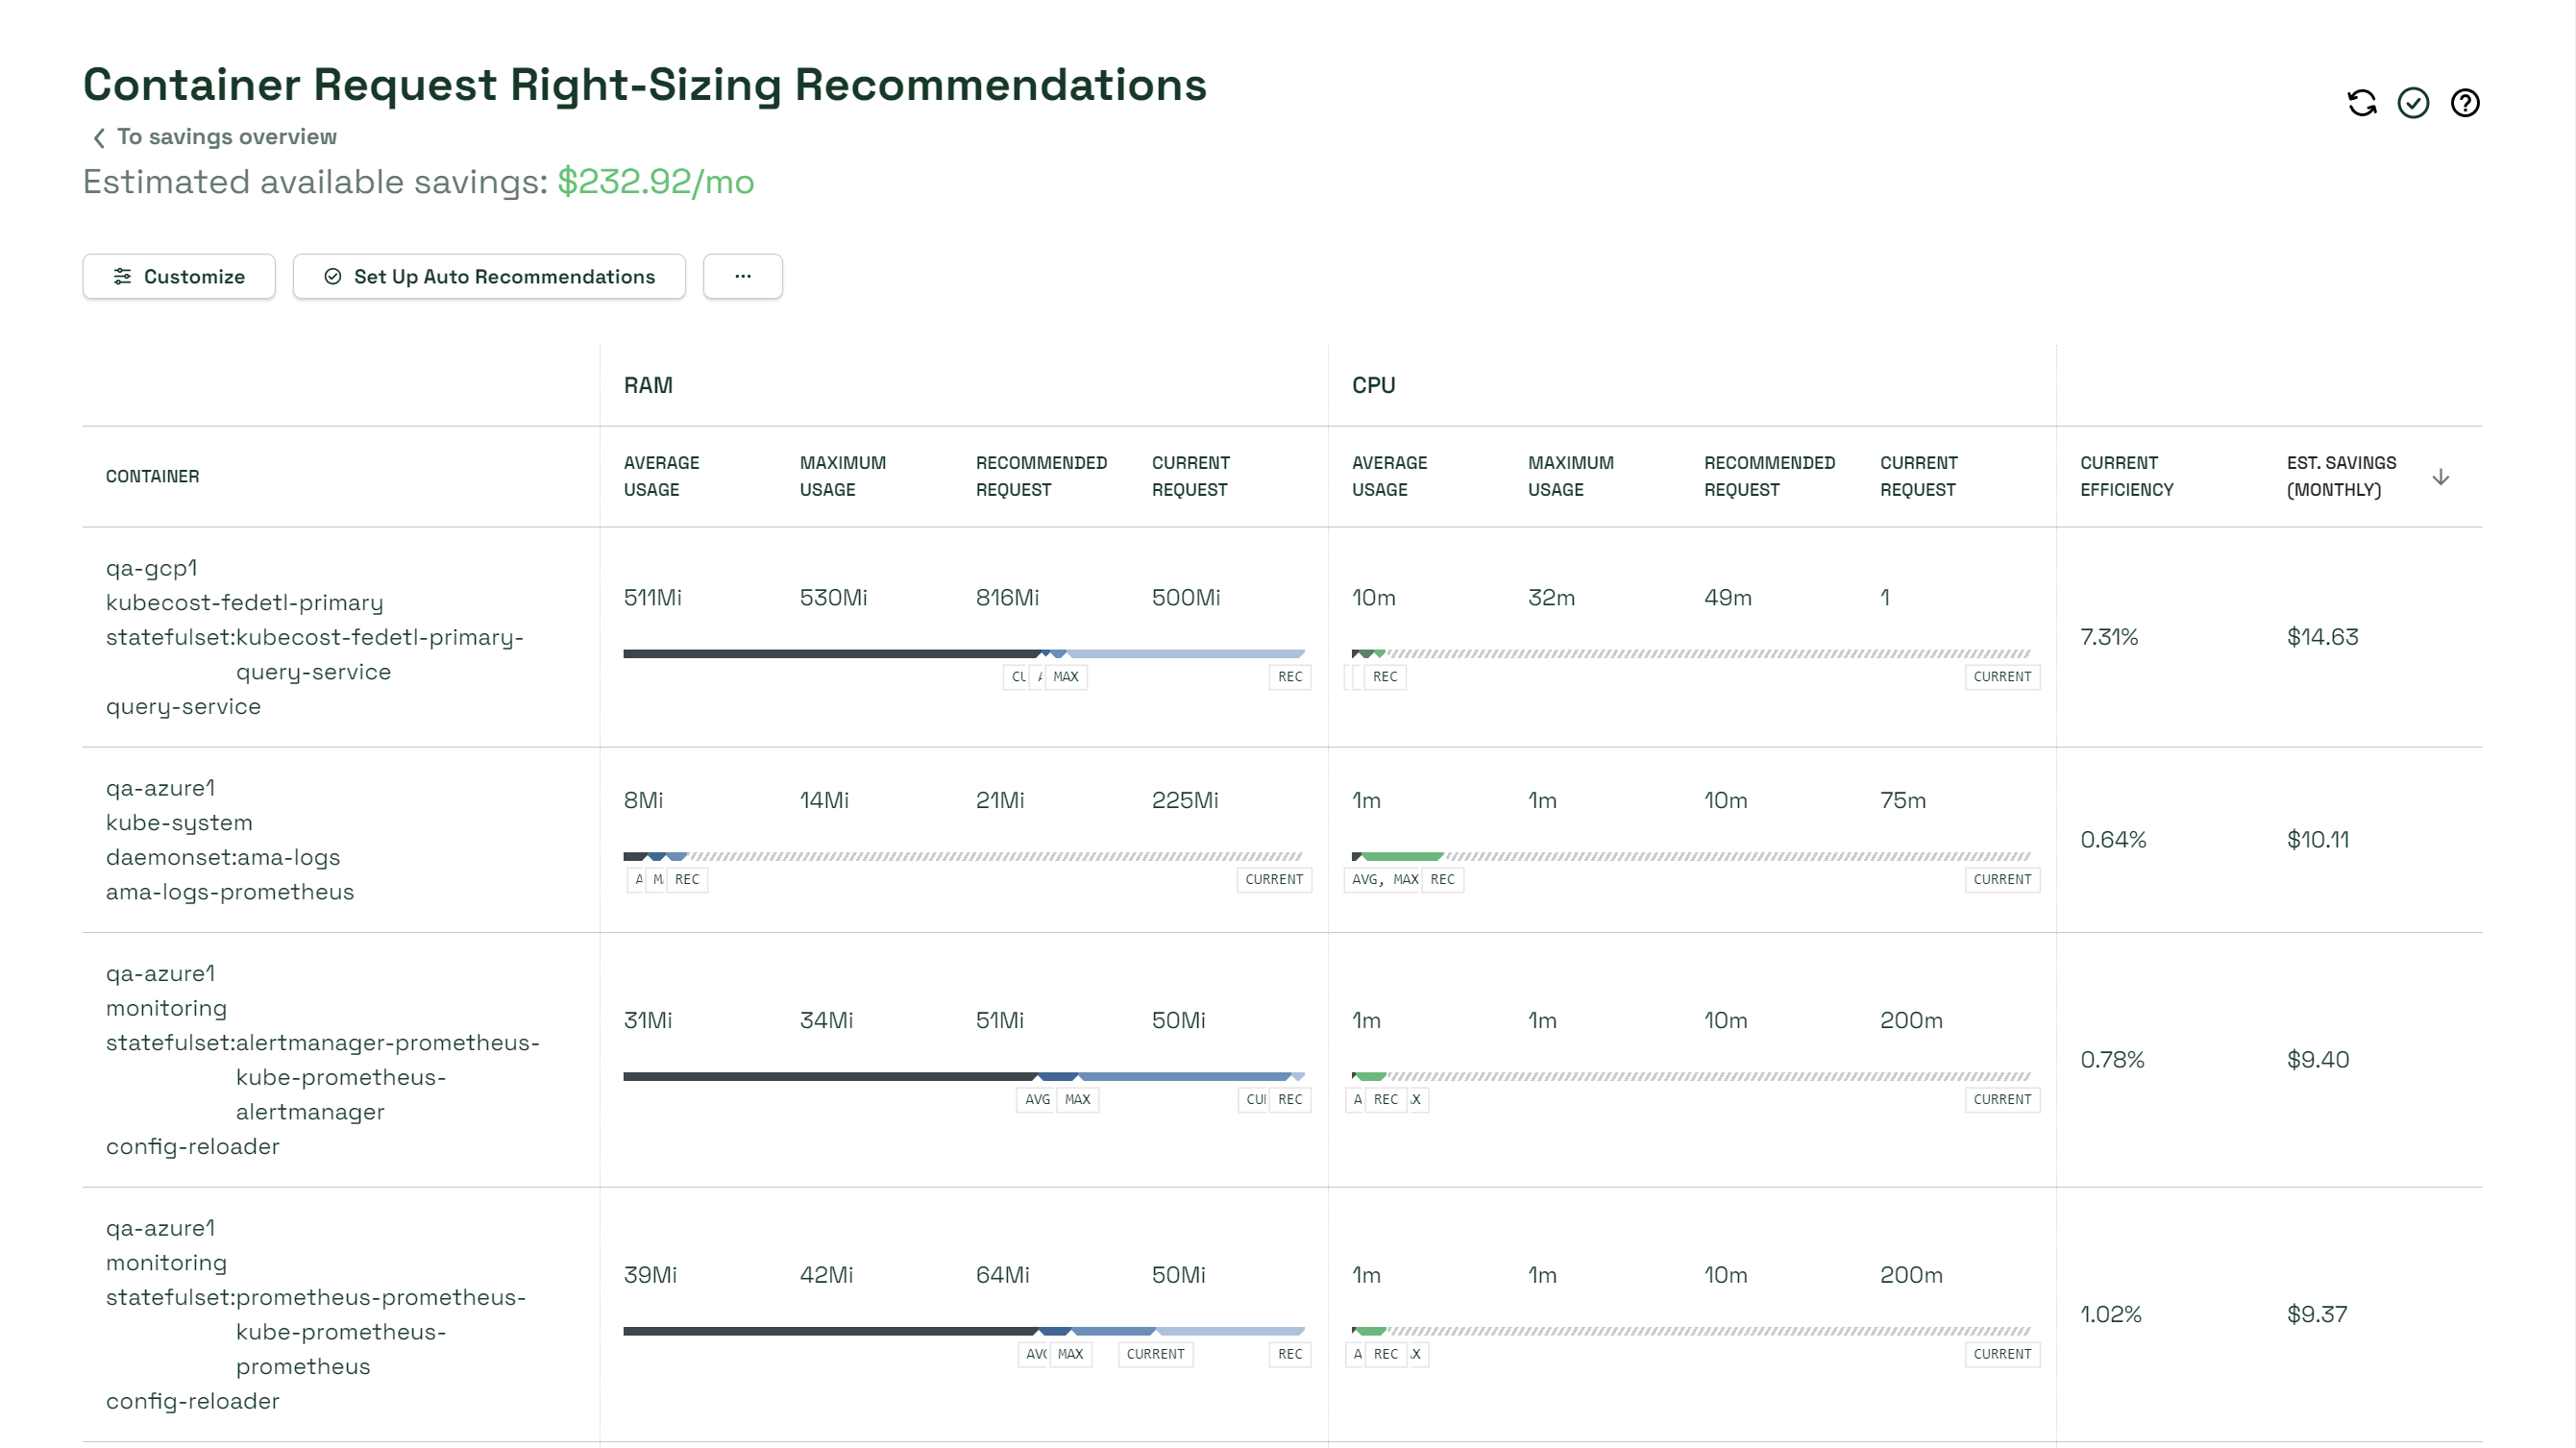 Container Request Right-Sizing Recommendations
To savings overview
Estimated available savings: $232.92/mo
Customize
Set Up Auto Recommendations
...
RAM
CPU
CONTAINER
AVERAGE USAGE
MAXIMUM USAGE
RECOMMENDED REQUEST
CURRENT REQUEST
AVERAGE USAGE
MAXIMUM USAGE
RECOMMENDED REQUEST
CURRENT REQUEST
CURRENT EFFICIENCY
EST. SAVINGS (MONTHLY)
qa-gcp1
kubecost-fedetl-primary
statefulset:kubecost-fedetl-primary-
query-service
query-service
511Mi 530Mi 816Mi 500Mi
MAX REC
10m 32m 49m 1
REC CURRENT
7.31%
$14.63
qa-azure1
kube-system
daemonset:ama-logs
ama-logs-prometheus
8Mi 14Mi 21Mi 225Mi
REC CURRENT
1m 1m 10m 75m
AVG, MAX REC CURRENT
0.64%
$10.11
qa-azure1
monitoring
statefulset:alertmanager-prometheus-
kube-prometheus-
alertmanager
config-reloader
31Mi 34Mi 51Mi 50Mi
AVG MAX REC
1m 1m 10m 200m
REC CURRENT
0.78%
$9.40
qa-azure1
monitoring
statefulset:prometheus-prometheus-
kube-prometheus-
prometheus
config-reloader
39Mi 42Mi 64Mi 50Mi
MAX CURRENT REC
1m 1m 10m 200m
REC CURRENT
1.02%
$9.37